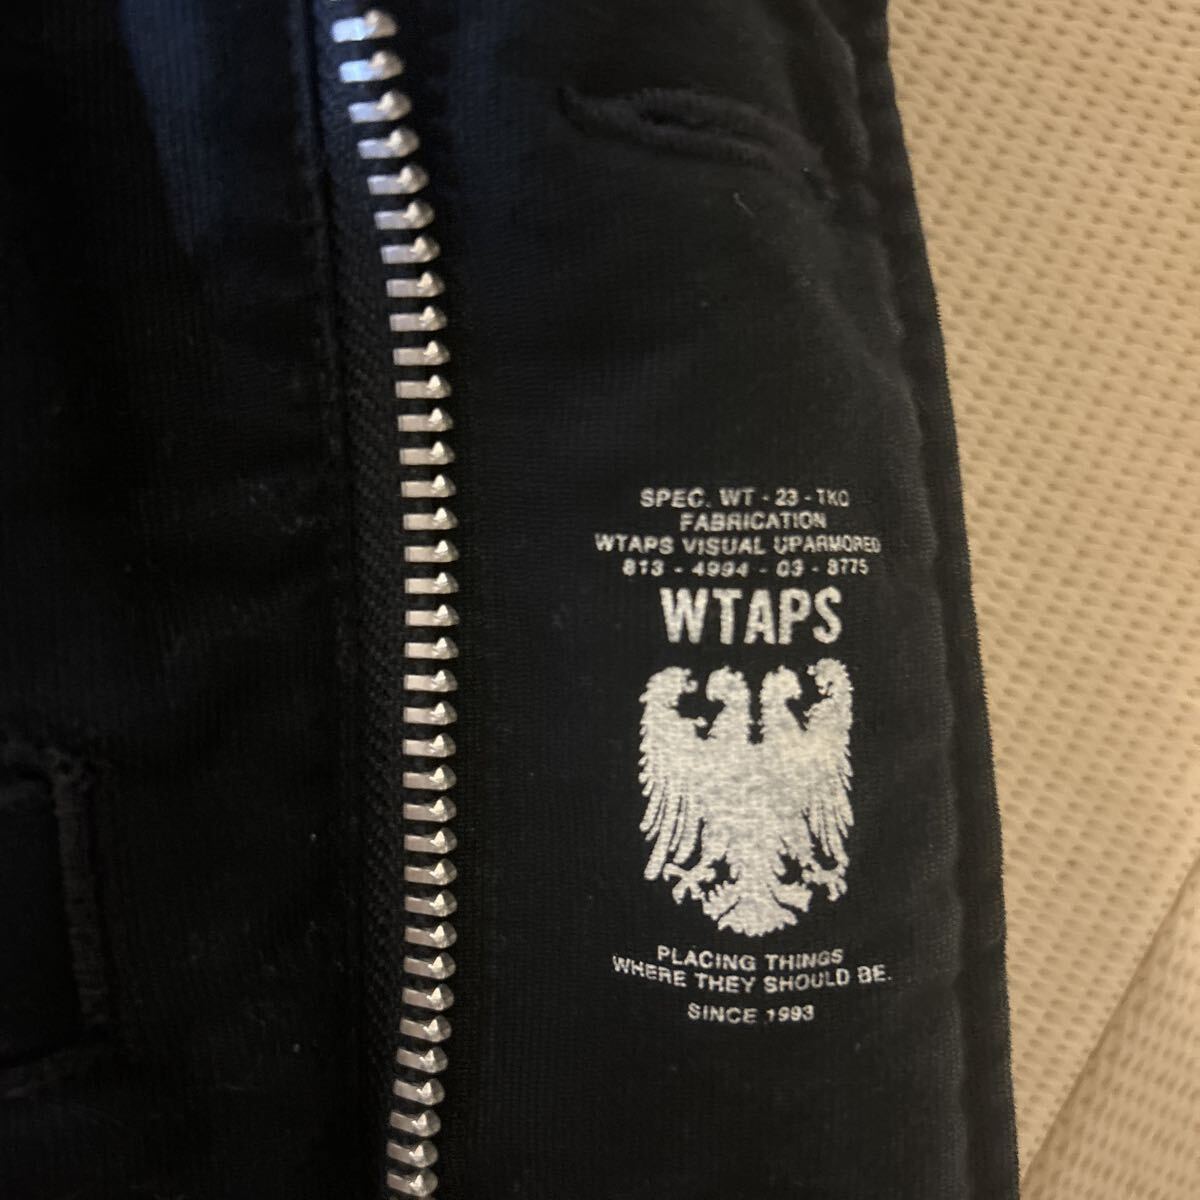 SPEC. WT - 23 - TKO
FABRICATION
WTAPS VISUAL UPARMORED
813 - 4994 - 03 - 8775
WTAPS
PLACING THINGS
WHERE THEY SHOULD BE.
SINCE 1993